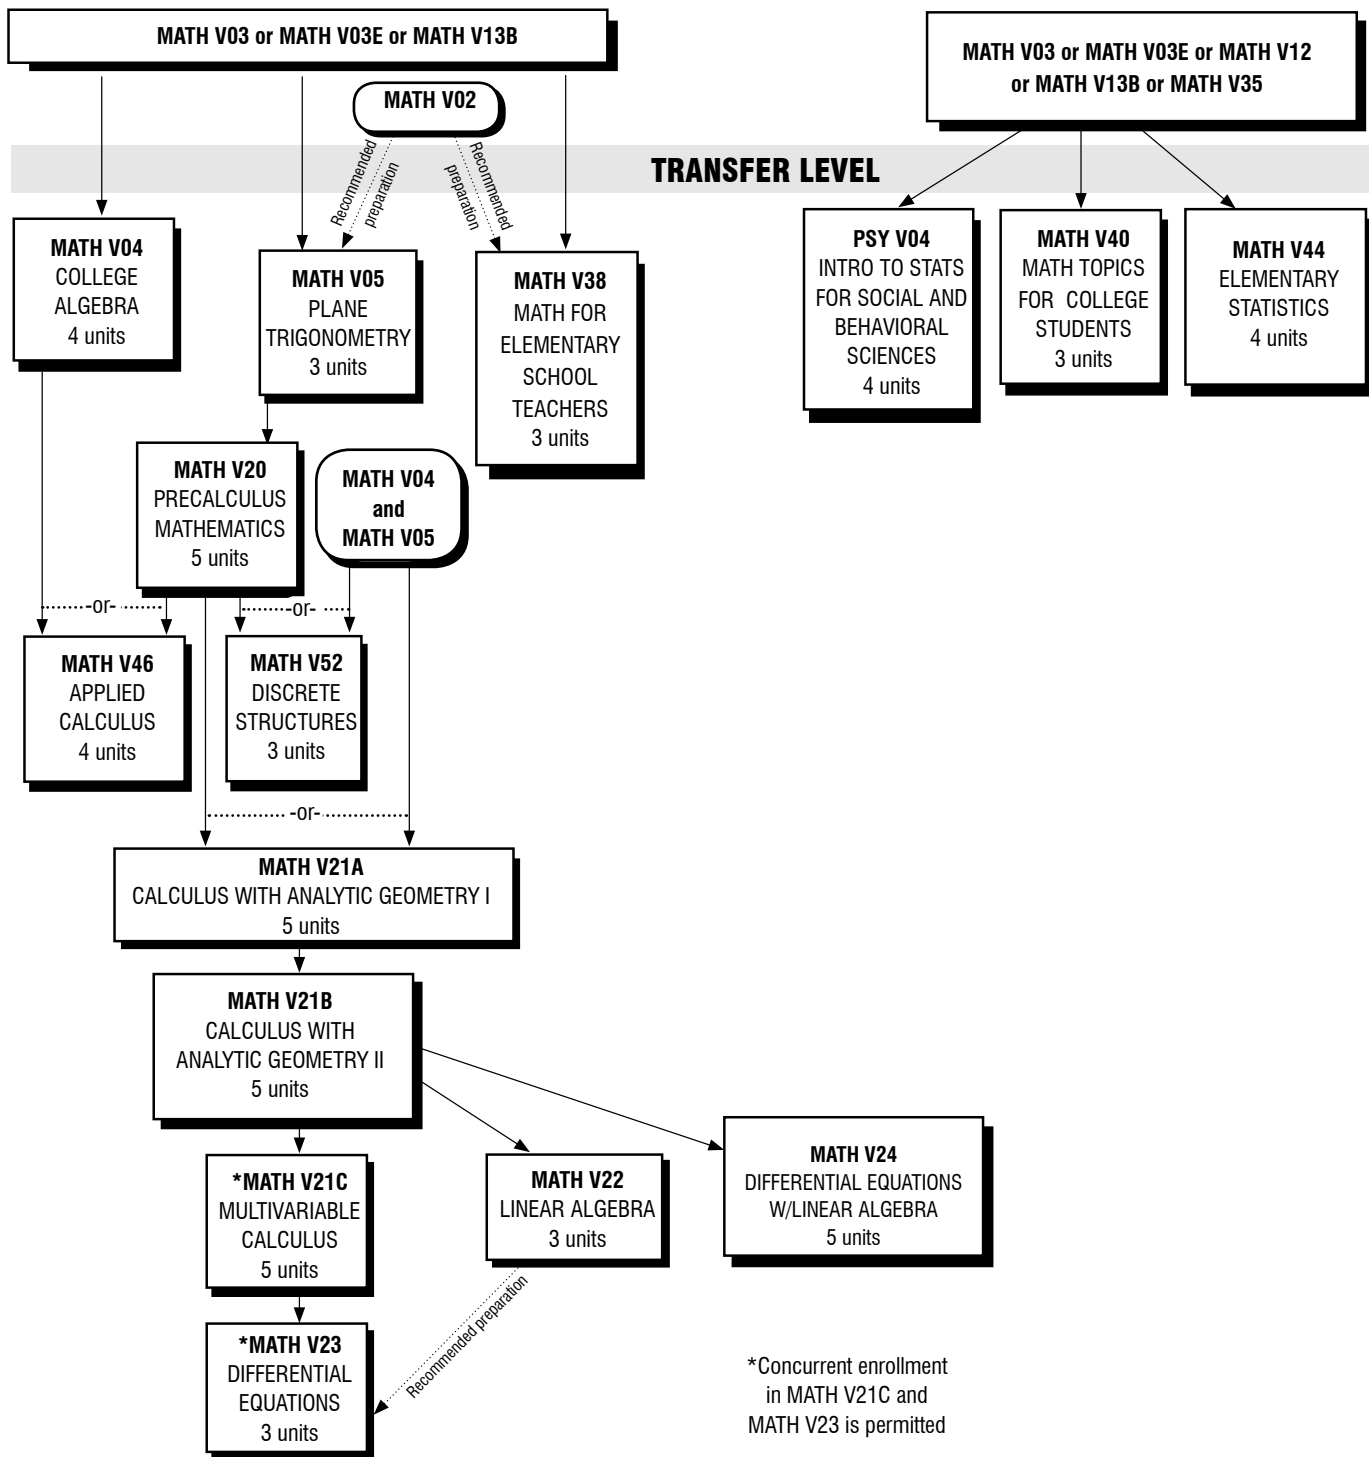 MATH V03 or MATH V03E or MATH V13B
MATH V03 or MATH V03E or MATH V12
or MATH V13B or MATH V35
MATH V02
Recommended
preparation
Recommended
preparation
TRANSFER LEVEL
MATH V04
COLLEGE
ALGEBRA
4 units
MATH V05
PLANE
TRIGONOMETRY
3 units
MATH V38
MATH FOR
ELEMENTARY
SCHOOL
TEACHERS
3 units
PSY V04
INTRO TO STATS
FOR SOCIAL AND
BEHAVIORAL
SCIENCES
4 units
MATH V40
MATH TOPICS
FOR COLLEGE
STUDENTS
3 units
MATH V44
ELEMENTARY
STATISTICS
4 units
MATH V20
PRECALCULUS
MATHEMATICS
5 units
MATH V04
and
MATH V05
-or-
-or-
MATH V46
APPLIED
CALCULUS
4 units
MATH V52
DISCRETE
STRUCTURES
3 units
-or-
MATH V21A
CALCULUS WITH ANALYTIC GEOMETRY I
5 units
MATH V21B
CALCULUS WITH
ANALYTIC GEOMETRY II
5 units
*MATH V21C
MULTIVARIABLE
CALCULUS
5 units
MATH V22
LINEAR ALGEBRA
3 units
MATH V24
DIFFERENTIAL EQUATIONS
W/LINEAR ALGEBRA
5 units
Recommended preparation
*MATH V23
DIFFERENTIAL
EQUATIONS
3 units
*Concurrent enrollment
in MATH V21C and
MATH V23 is permitted